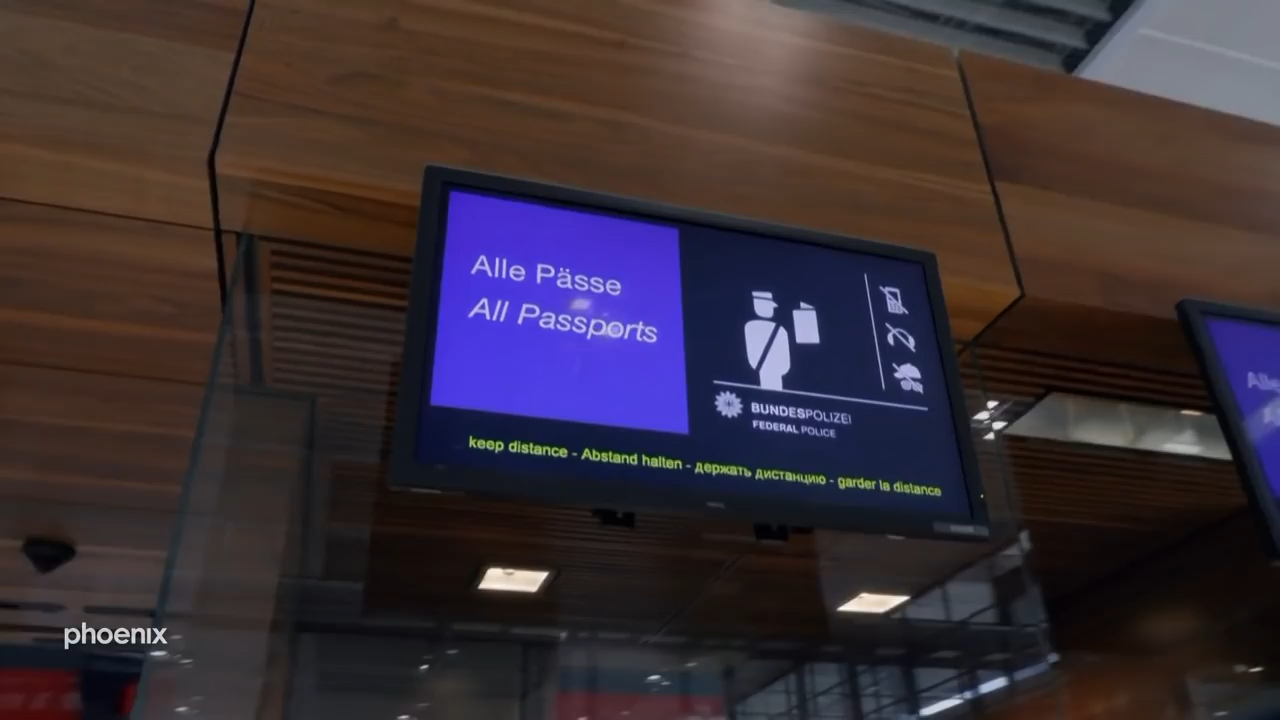 Alle Pässe
All Passports
BUNDESPOLIZEI
FEDERAL POLICE
keep distance - Abstand halten - держать дистанцию - garder la distance
phoenix